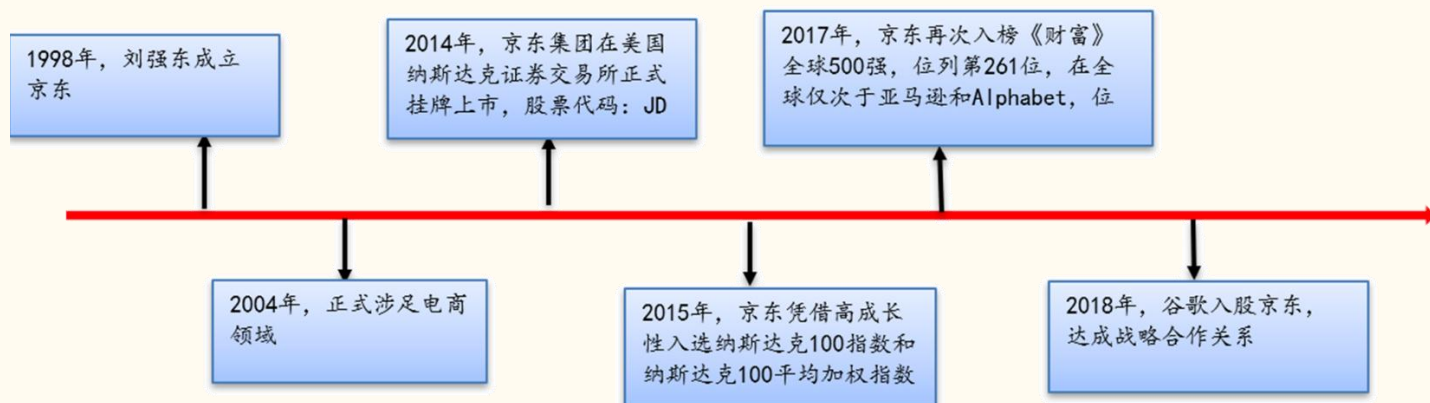 1998年，刘强东成立
京东
2014年，京东集团在美国
纳斯达克证券交易所正式
挂牌上市，股票代码：JD
2017年，京东再次入榜《财富》
全球500强，位列第261位，在全
球仅次于亚马逊和Alphabet，位
2004年，正式涉足电商
领域
2015年，京东凭借高成长
性入选纳斯达克100指数和
纳斯达克100平均加权指数
2018年，谷歌入股京东，
达成战略合作关系